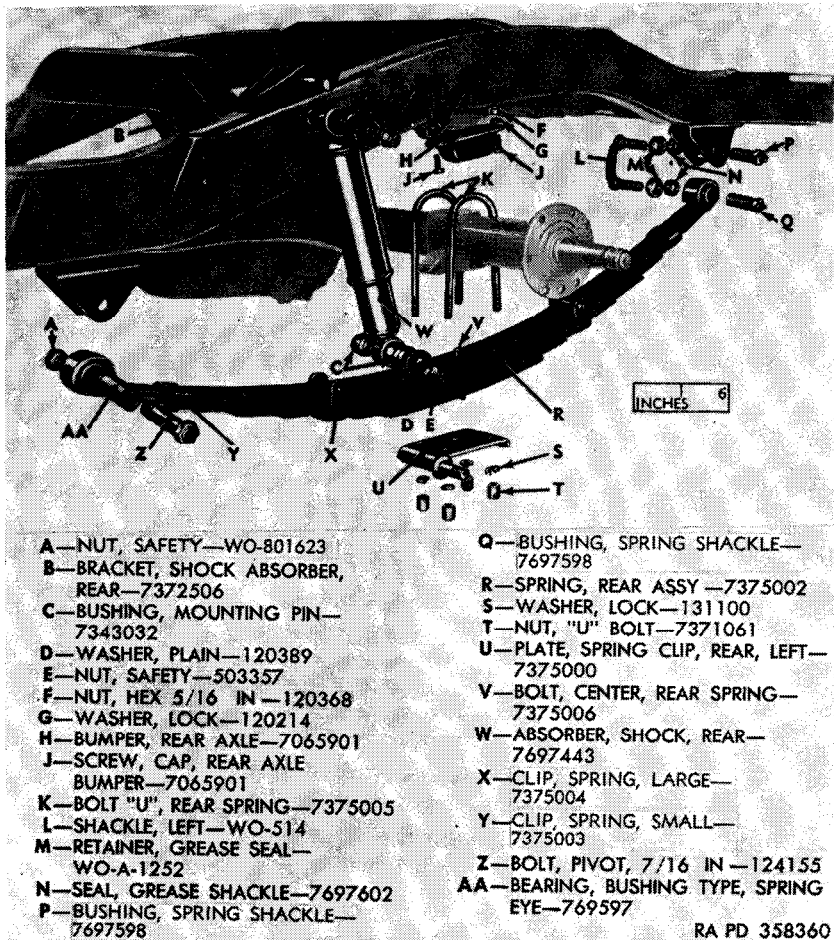 B
F
G
H
J
J
K
L
M
N
P
Q
A
W
V
C
D E
R
INCHES 6
AA
Z
Y
X
S
U
T
A—NUT, SAFETY—WO-801623
B—BRACKET, SHOCK ABSORBER,
REAR—7372506
C—BUSHING, MOUNTING PIN—
7343032
D—WASHER, PLAIN—120389
E—NUT, SAFETY—503357
F—NUT, HEX 5/16 IN—120368
G—WASHER, LOCK—120214
H—BUMPER, REAR AXLE—7065901
J—SCREW, CAP, REAR AXLE
BUMPER—7065901
K—BOLT "U", REAR SPRING—7375005
L—SHACKLE, LEFT—WO-514
M—RETAINER, GREASE SEAL—
WO-A-1252
N—SEAL, GREASE SHACKLE—7697602
P—BUSHING, SPRING SHACKLE—
7697598
Q—BUSHING, SPRING SHACKLE—
7697598
R—SPRING, REAR ASSY—7375002
S—WASHER, LOCK—131100
T—NUT, "U" BOLT—7371061
U—PLATE, SPRING CLIP, REAR, LEFT—
7375000
V—BOLT, CENTER, REAR SPRING—
7375006
W—ABSORBER, SHOCK, REAR—
7697443
X—CLIP, SPRING, LARGE—
7375004
Y—CLIP, SPRING, SMALL—
7375003
Z—BOLT, PIVOT, 7/16 IN—124155
AA—BEARING, BUSHING TYPE, SPRING
EYE—769597
RA PD 358360